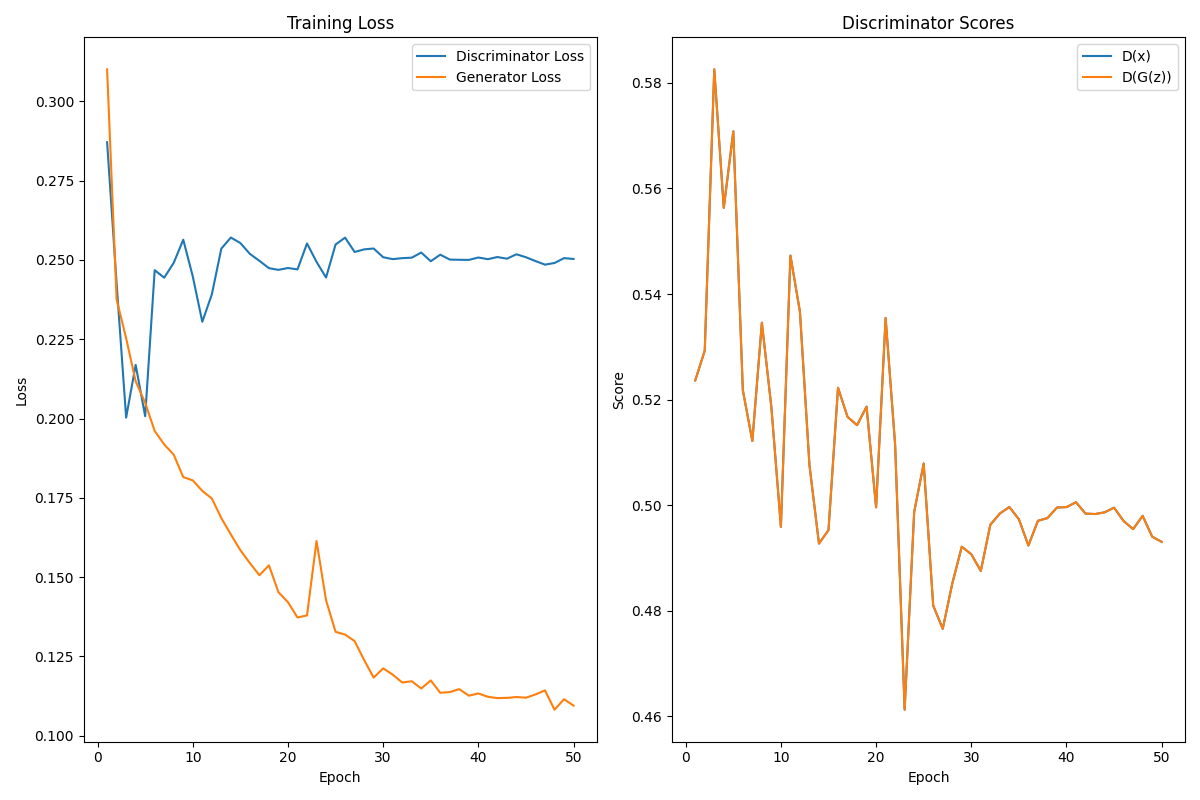 Training Loss
Discriminator Loss
Generator Loss
0.300
0.275
0.250
0.225
0.200
0.175
0.150
0.125
0.100
Loss
0 10 20 30 40 50
Epoch
Discriminator Scores
D(x)
D(G(z))
0.58
0.56
0.54
0.52
0.50
0.48
0.46
Score
0 10 20 30 40 50
Epoch